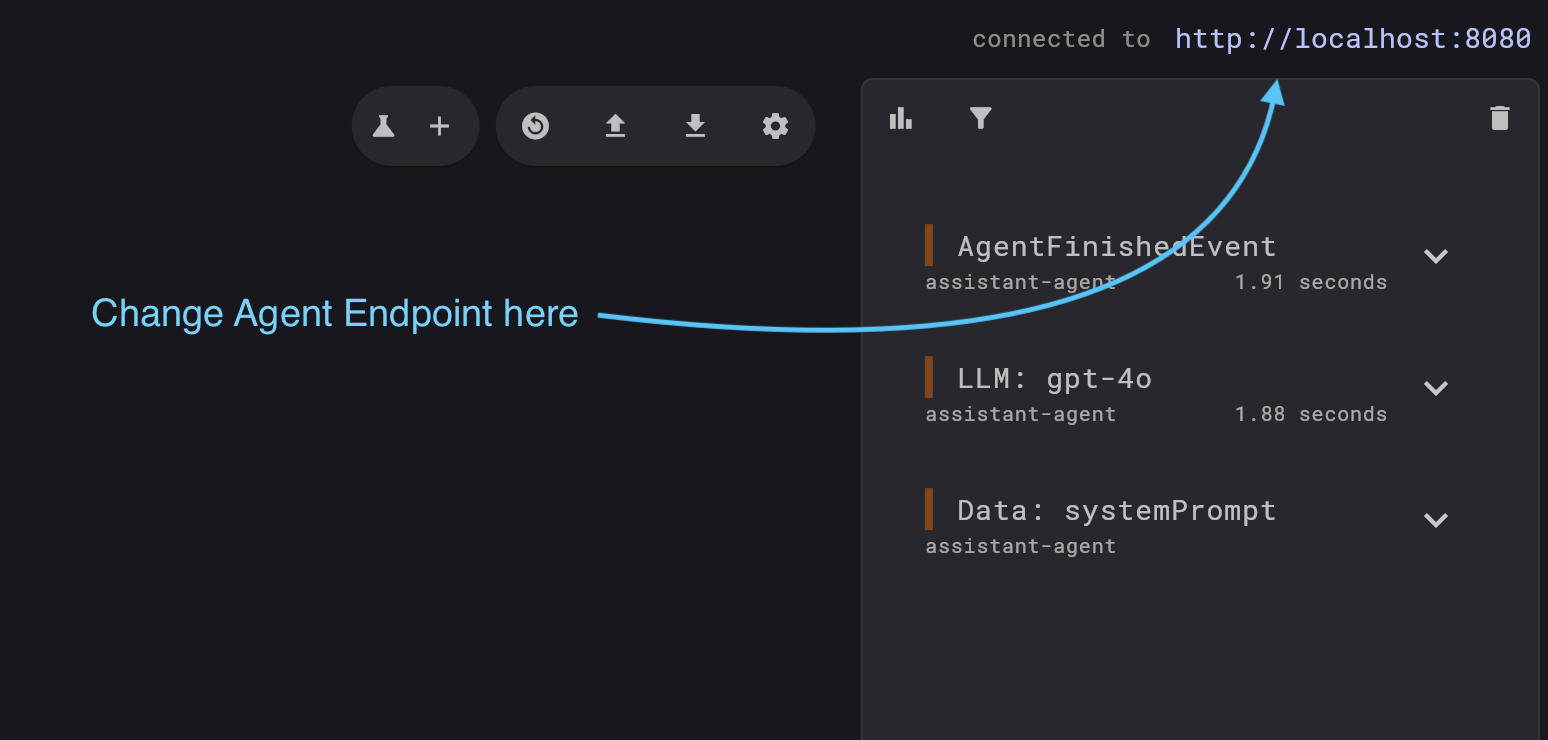 connected to http://localhost:8080
AgentFinishedEvent
assistant-agent 1.91 seconds
Change Agent Endpoint here
LLM: gpt-4o
assistant-agent 1.88 seconds
Data: systemPrompt
assistant-agent